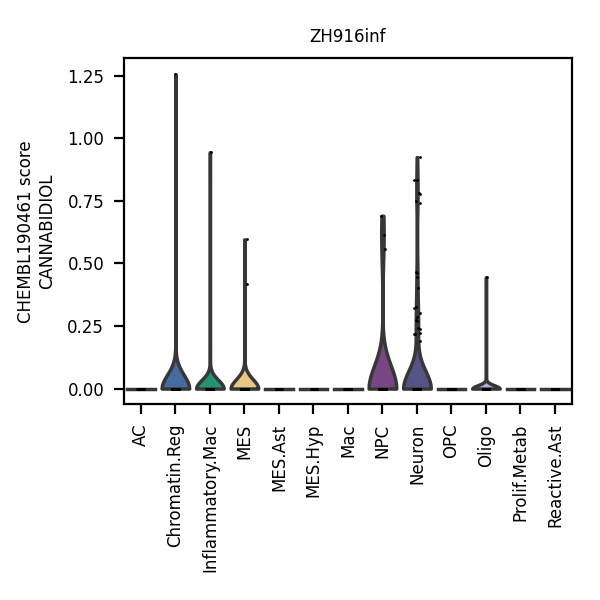 ZH916inf
CHEMBL190461 score
CANNABIDIOL
1.25
1.00
0.75
0.50
0.25
0.00
AC
Chromatin.Reg
Inflammatory.Mac
MES
MES.Ast
MES.Hyp
Mac
NPC
Neuron
OPC
Oligo
Prolif.Metab
Reactive.Ast